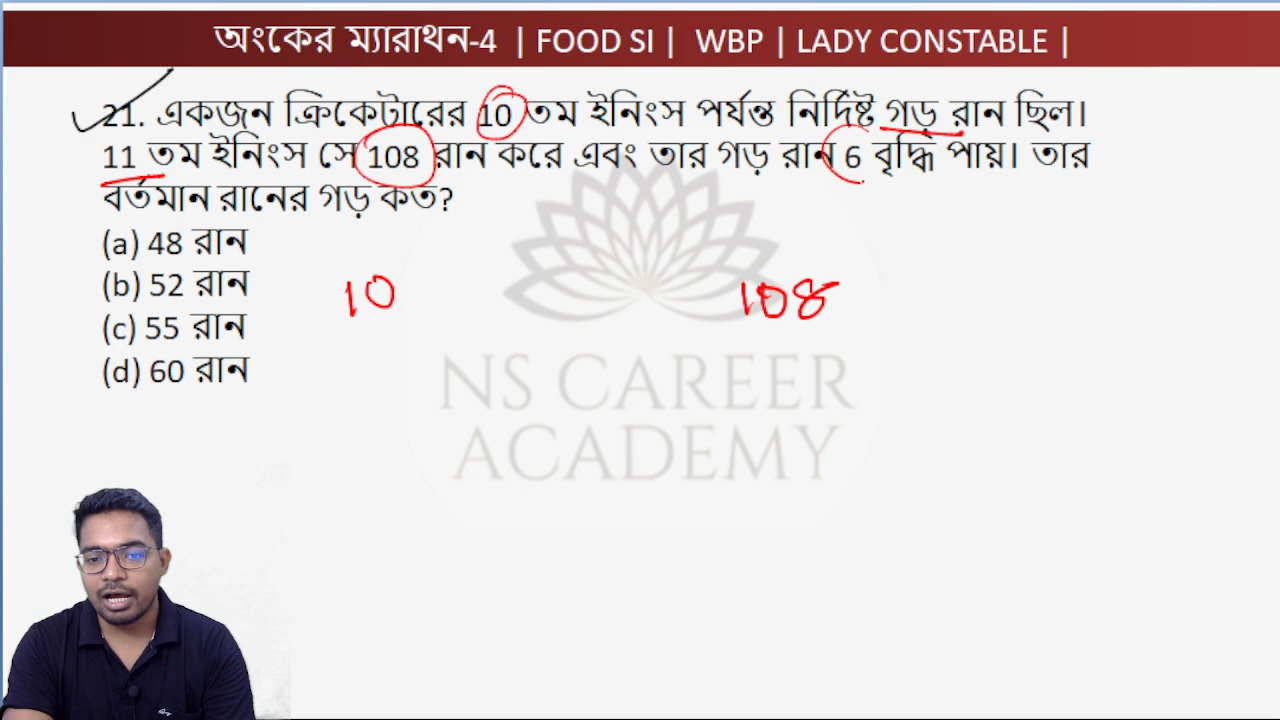 অংকের ম্যারাথন-4 | FOOD SI | WBP | LADY CONSTABLE |
21. একজন ক্রিকেটারের 10 তম ইনিংস পর্যন্ত নির্দিষ্ট গড় রান ছিল।
11 তম ইনিংস সে 108 রান করে এবং তার গড় রান 6 বৃদ্ধি পায়। তার
বর্তমান রানের গড় কত?
(a) 48 রান
(b) 52 রান
(c) 55 রান
(d) 60 রান
10 108
NS CAREER
ACADEMY